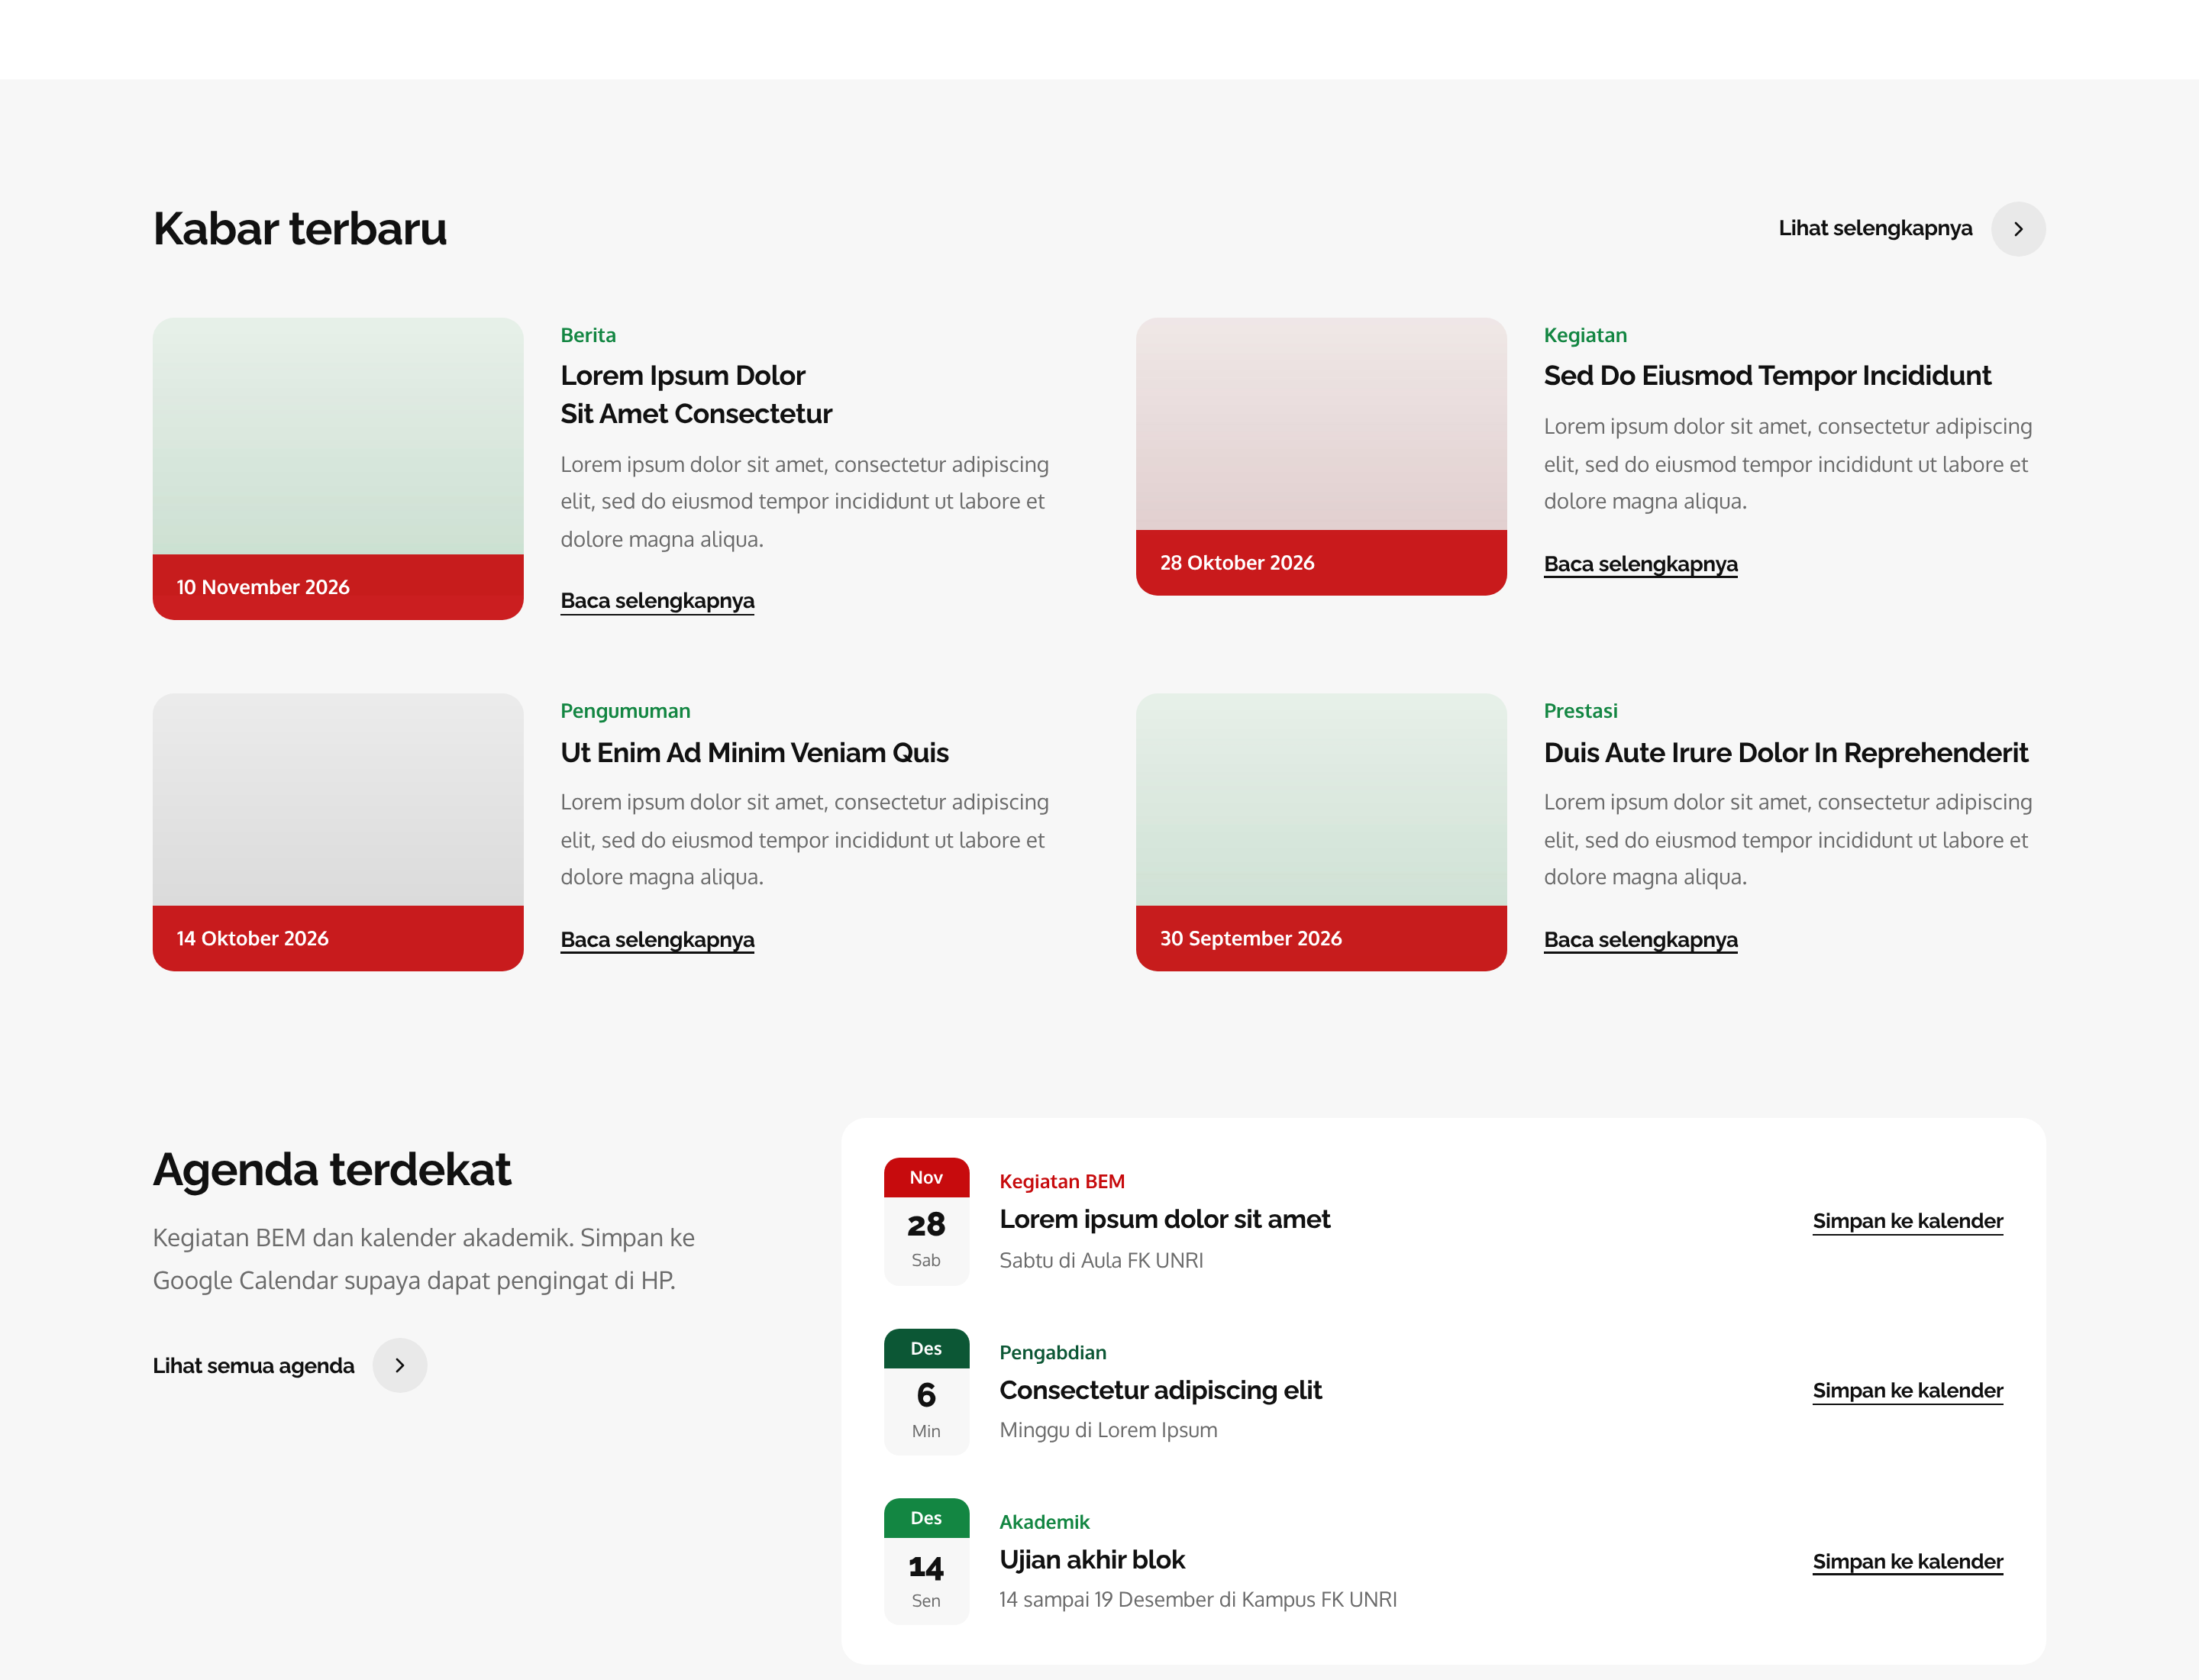 Kabar terbaru
Lihat selengkapnya
Berita
Lorem Ipsum Dolor
Sit Amet Consectetur
Lorem ipsum dolor sit amet, consectetur adipiscing
elit, sed do eiusmod tempor incididunt ut labore et
dolore magna aliqua.
Baca selengkapnya
10 November 2026
Kegiatan
Sed Do Eiusmod Tempor Incididunt
Lorem ipsum dolor sit amet, consectetur adipiscing
elit, sed do eiusmod tempor incididunt ut labore et
dolore magna aliqua.
Baca selengkapnya
28 Oktober 2026
Pengumuman
Ut Enim Ad Minim Veniam Quis
Lorem ipsum dolor sit amet, consectetur adipiscing
elit, sed do eiusmod tempor incididunt ut labore et
dolore magna aliqua.
Baca selengkapnya
14 Oktober 2026
Prestasi
Duis Aute Irure Dolor In Reprehenderit
Lorem ipsum dolor sit amet, consectetur adipiscing
elit, sed do eiusmod tempor incididunt ut labore et
dolore magna aliqua.
Baca selengkapnya
30 September 2026
Agenda terdekat
Kegiatan BEM dan kalender akademik. Simpan ke
Google Calendar supaya dapat pengingat di HP.
Lihat semua agenda
Nov
28
Sab
Kegiatan BEM
Lorem ipsum dolor sit amet
Sabtu di Aula FK UNRI
Simpan ke kalender
Des
6
Min
Pengabdian
Consectetur adipiscing elit
Minggu di Lorem Ipsum
Simpan ke kalender
Des
14
Sen
Akademik
Ujian akhir blok
14 sampai 19 Desember di Kampus FK UNRI
Simpan ke kalender